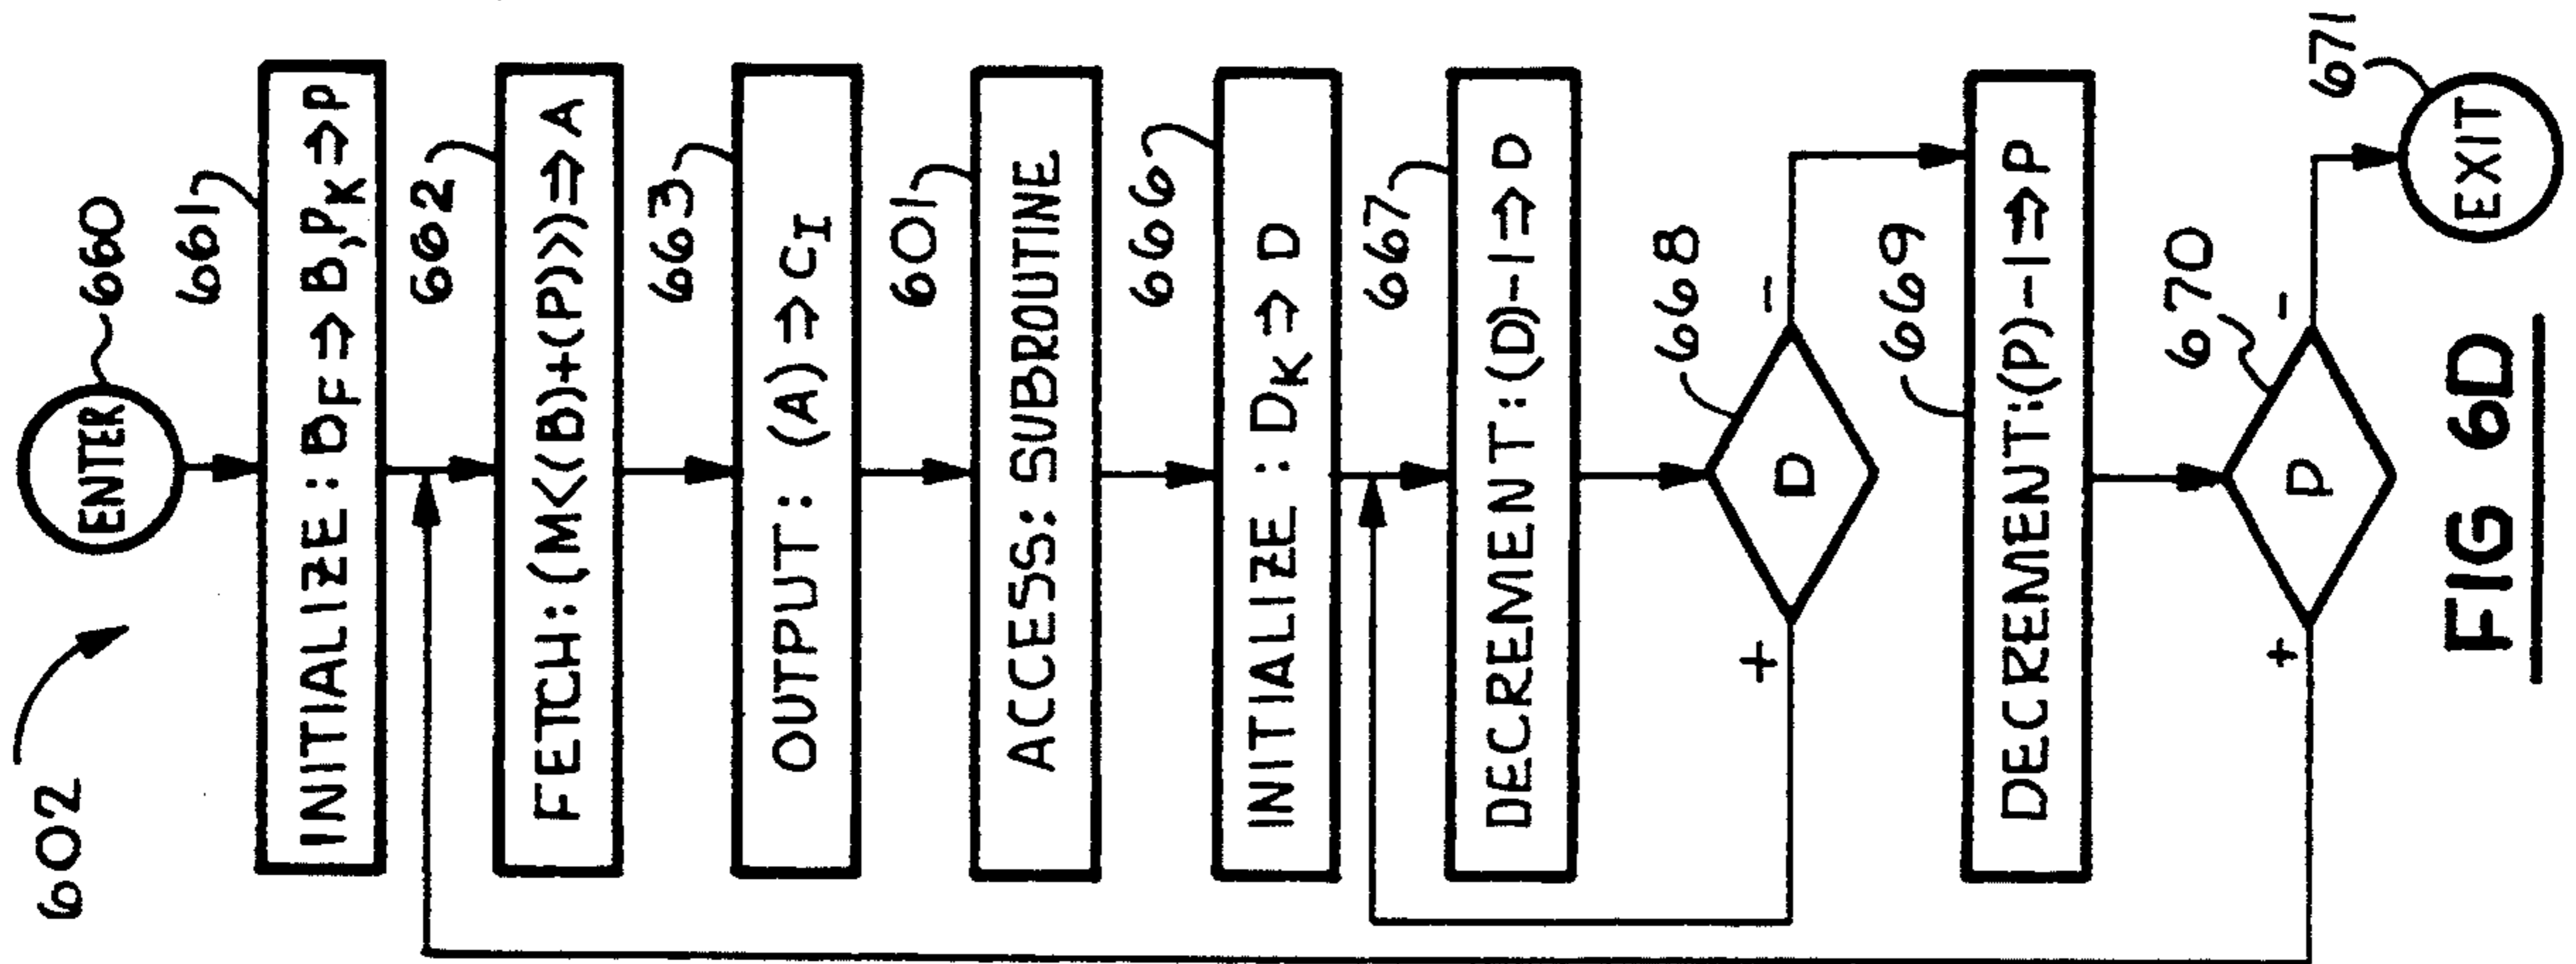 602
ENTER
660
661
INITIALIZE: B_F⇒B, P_K⇒P
662
FETCH: (M<(B)+(P)>)⇒A
663
OUTPUT: (A)⇒C_I
601
ACCESS: SUBROUTINE
666
INITIALIZE: D_K⇒D
667
DECREMENT: (D)-1⇒D
668
D
+
-
669
DECREMENT: (P)-1⇒P
670
P
+
-
671
EXIT
FIG 6D